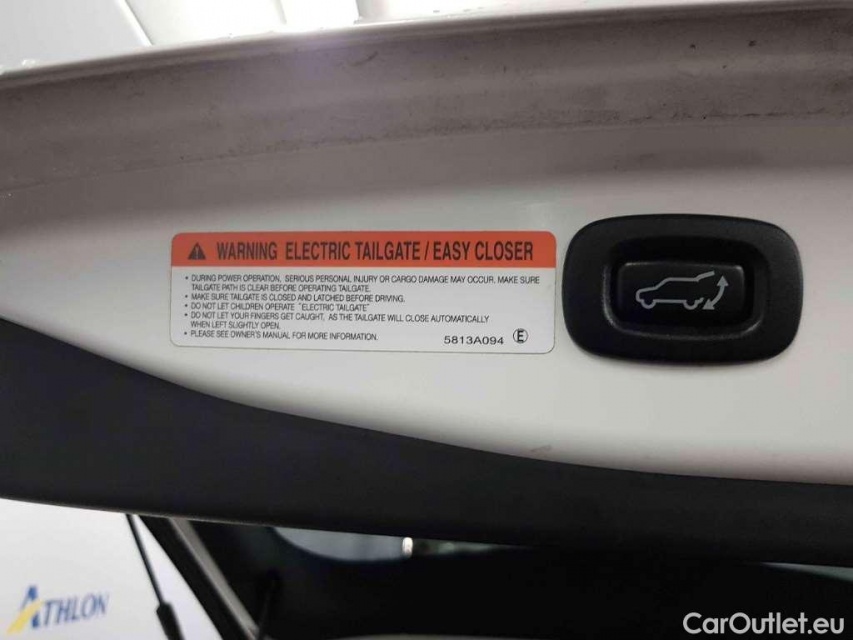 WARNING ELECTRIC TAILGATE / EASY CLOSER
• DURING POWER OPERATION, SERIOUS PERSONAL INJURY OR CARGO DAMAGE MAY OCCUR. MAKE SURE
TAILGATE PATH IS CLEAR BEFORE OPERATING TAILGATE.
• MAKE SURE TAILGATE IS CLOSED AND LATCHED BEFORE DRIVING.
• DO NOT LET CHILDREN OPERATE "ELECTRIC TAILGATE"
• DO NOT LET YOUR FINGERS GET CAUGHT, AS THE TAILGATE WILL CLOSE AUTOMATICALLY
WHEN LEFT SLIGHTLY OPEN.
• PLEASE SEE OWNER'S MANUAL FOR MORE INFORMATION.
5813A094 Ⓔ
ATHLON
CarOutlet.eu